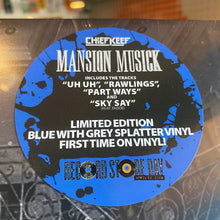 CHIEF KEEF
MANSION MUSICK
INCLUDES THE TRACKS
"UH UH", "RAWLINGS",
"PART WAYS"
AND
"SKY SAY"
LIMITED EDITION
BLUE WITH GREY SPLATTER VINYL
FIRST TIME ON VINYL!
RECORD STORE DAY